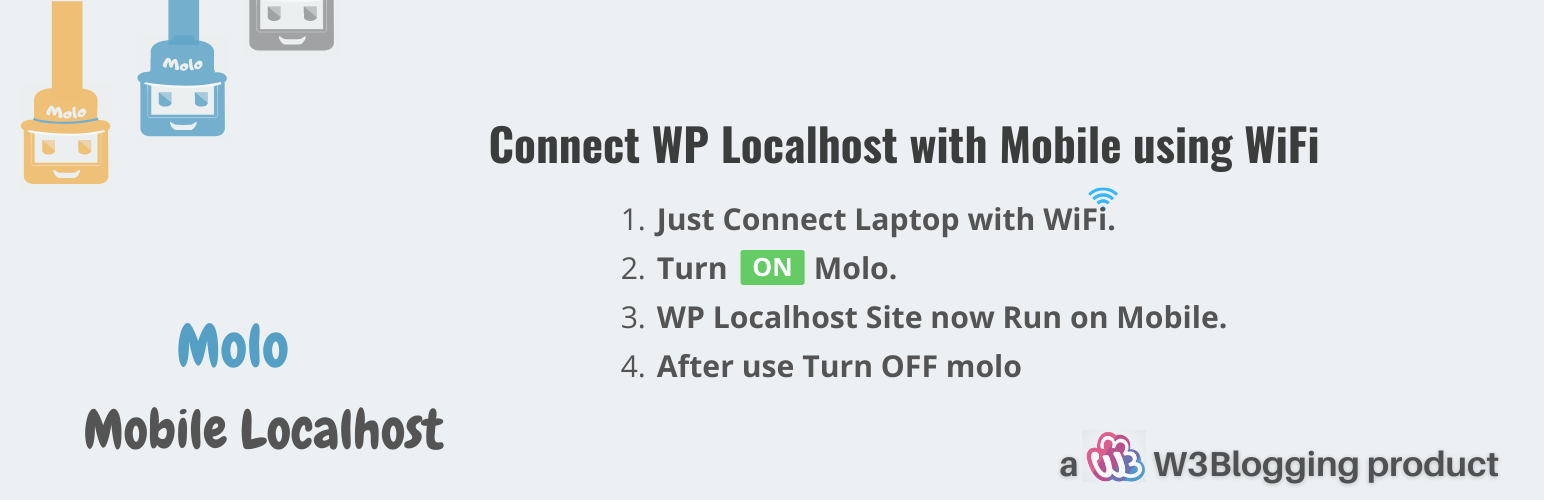 Molo
Molo
Connect WP Localhost with Mobile using WiFi
1. Just Connect Laptop with WiFi.
2. Turn ON Molo.
3. WP Localhost Site now Run on Mobile.
4. After use Turn OFF molo
Molo
Mobile Localhost
a W3 W3Blogging product